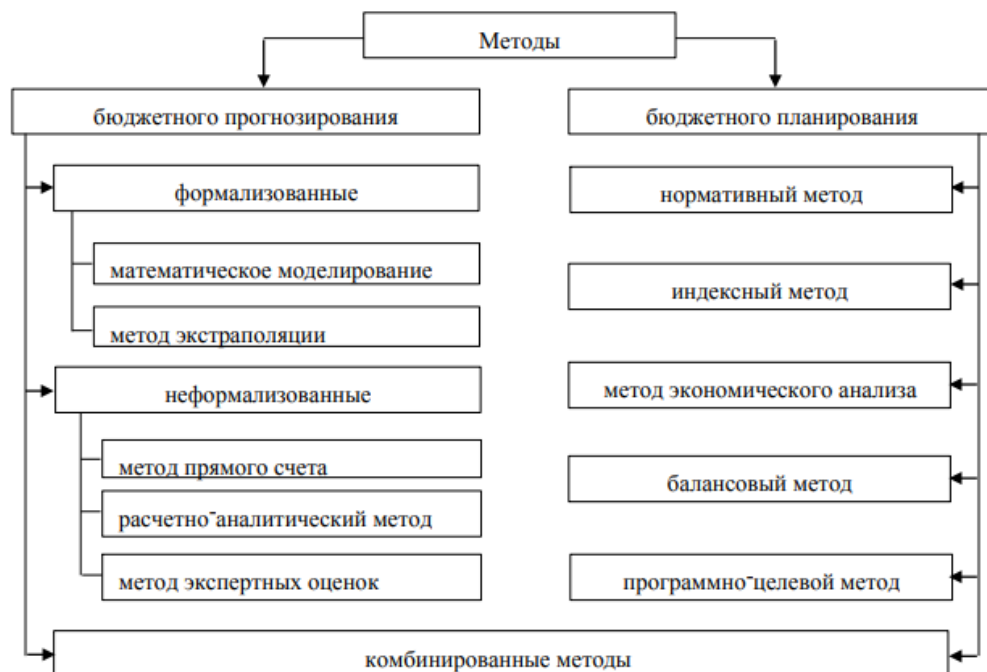 Методы
бюджетного прогнозирования
формализованные
математическое моделирование
метод экстраполяции
неформализованные
метод прямого счета
расчетно-аналитический метод
метод экспертных оценок
бюджетного планирования
нормативный метод
индексный метод
метод экономического анализа
балансовый метод
программно-целевой метод
комбинированные методы